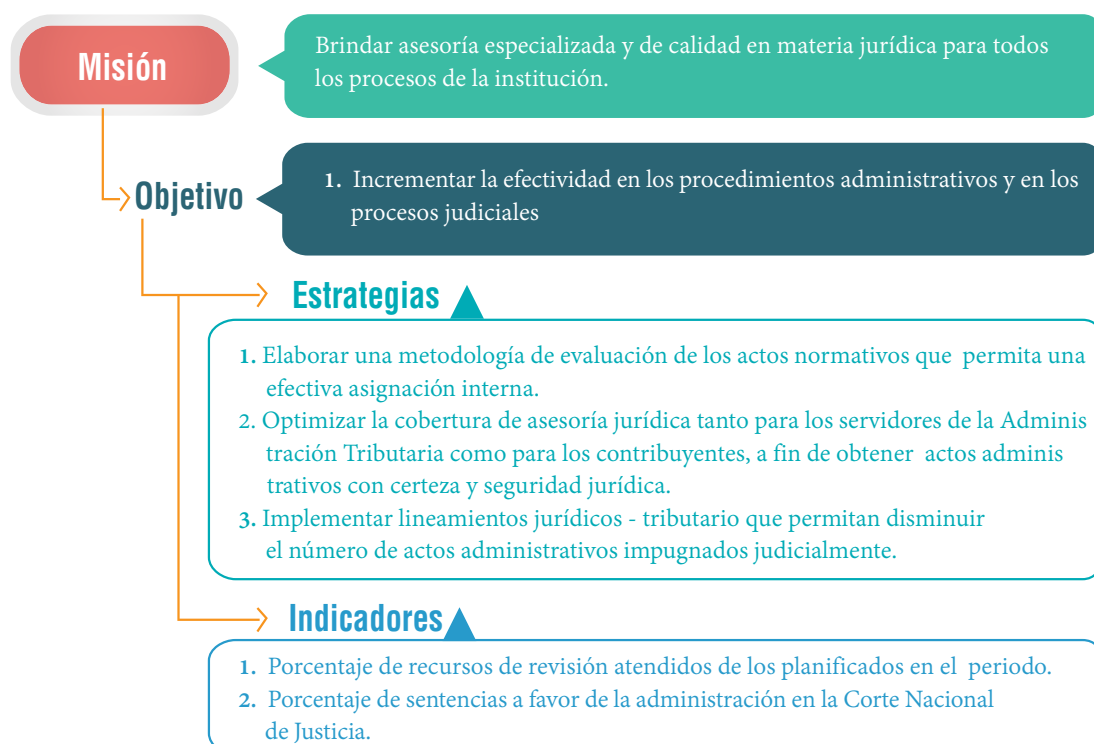 Misión
Brindar asesoría especializada y de calidad en materia jurídica para todos
los procesos de la institución.
Objetivo
1. Incrementar la efectividad en los procedimientos administrativos y en los
procesos judiciales
Estrategias
1. Elaborar una metodología de evaluación de los actos normativos que permita una
efectiva asignación interna.
2. Optimizar la cobertura de asesoría jurídica tanto para los servidores de la Adminis
tración Tributaria como para los contribuyentes, a fin de obtener actos adminis
trativos con certeza y seguridad jurídica.
3. Implementar lineamientos jurídicos - tributario que permitan disminuir
el número de actos administrativos impugnados judicialmente.
Indicadores
1. Porcentaje de recursos de revisión atendidos de los planificados en el periodo.
2. Porcentaje de sentencias a favor de la administración en la Corte Nacional
de Justicia.